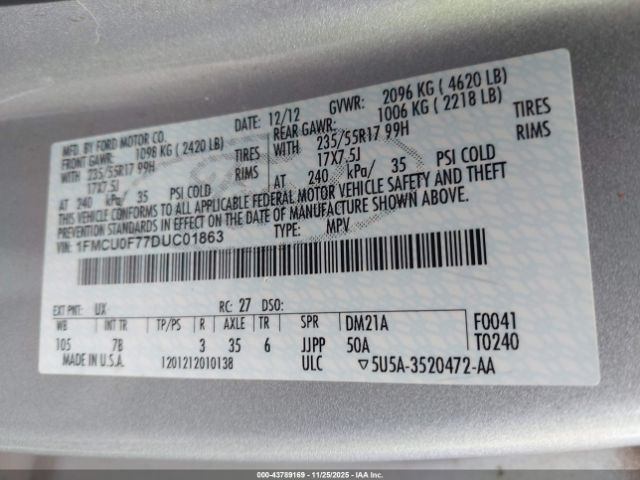 MFD. BY FORD MOTOR CO.
DATE: 12/12 GVWR: 2096 KG ( 4620 LB)
FRONT GAWR: 1098 KG ( 2420 LB)
REAR GAWR: 1006 KG ( 2218 LB)
WITH 235/55R17 99H TIRES
WITH 235/55R17 99H TIRES
17X7.5J RIMS
17X7.5J RIMS
AT 240 kPa/ 35 PSI COLD
AT 240 kPa/ 35 PSI COLD
THIS VEHICLE CONFORMS TO ALL APPLICABLE FEDERAL MOTOR VEHICLE SAFETY AND THEFT
PREVENTION STANDARDS IN EFFECT ON THE DATE OF MANUFACTURE SHOWN ABOVE.
VIN: 1FMCU0F77DUC01863 TYPE: MPV
EXT PNT: UX RC: 27 DSO:
WB INT TR TP/PS R AXLE TR SPR DM21A F0041
105 7B 3 35 6 JJPP 50A T0240
MADE IN U.S.A. 1201212010138 ULC ▽5U5A-3520472-AA
000-43789169 | 11/25/2025 | IAA Inc.